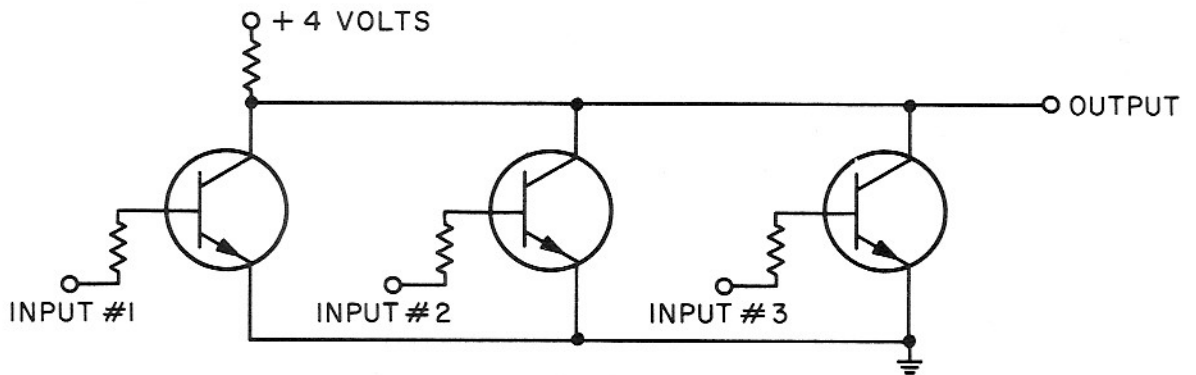 + 4 VOLTS
OUTPUT
INPUT #1
INPUT #2
INPUT #3